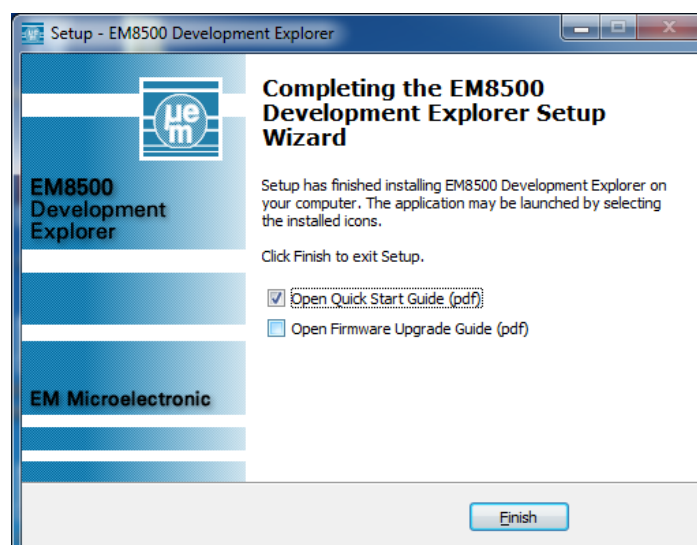 Setup - EM8500 Development Explorer
μem
Completing the EM8500
Development Explorer Setup
Wizard
EM8500
Development
Explorer
Setup has finished installing EM8500 Development Explorer on
your computer. The application may be launched by selecting
the installed icons.
Click Finish to exit Setup.
Open Quick Start Guide (pdf)
Open Firmware Upgrade Guide (pdf)
EM Microelectronic
Finish